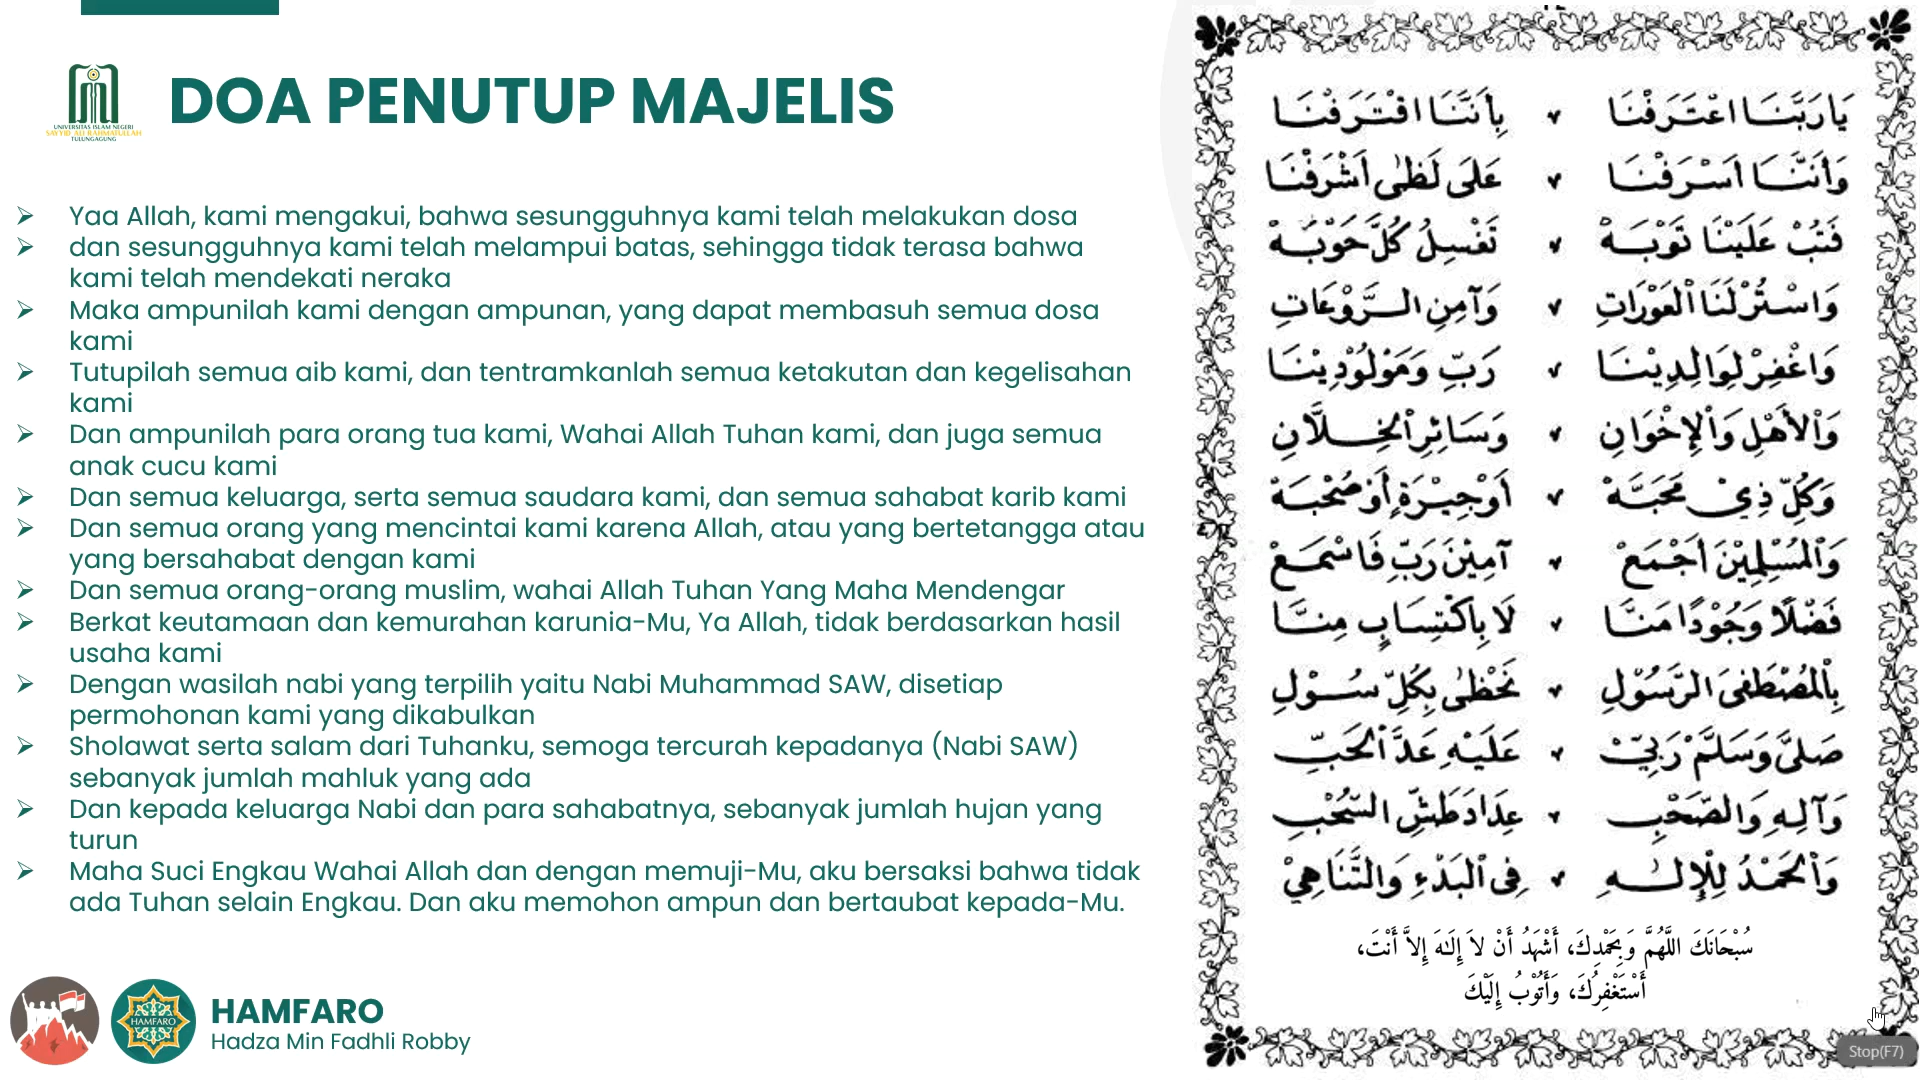 DOA PENUTUP MAJELIS
UNIVERSITAS ISLAM NEGERI
SAYYID ALI RAHMATULLAH
TULUNGAGUNG
Yaa Allah, kami mengakui, bahwa sesungguhnya kami telah melakukan dosa
dan sesungguhnya kami telah melampui batas, sehingga tidak terasa bahwa
kami telah mendekati neraka
Maka ampunilah kami dengan ampunan, yang dapat membasuh semua dosa
kami
Tutupilah semua aib kami, dan tentramkanlah semua ketakutan dan kegelisahan
kami
Dan ampunilah para orang tua kami, Wahai Allah Tuhan kami, dan juga semua
anak cucu kami
Dan semua keluarga, serta semua saudara kami, dan semua sahabat karib kami
Dan semua orang yang mencintai kami karena Allah, atau yang bertetangga atau
yang bersahabat dengan kami
Dan semua orang-orang muslim, wahai Allah Tuhan Yang Maha Mendengar
Berkat keutamaan dan kemurahan karunia-Mu, Ya Allah, tidak berdasarkan hasil
usaha kami
Dengan wasilah nabi yang terpilih yaitu Nabi Muhammad SAW, disetiap
permohonan kami yang dikabulkan
Sholawat serta salam dari Tuhanku, semoga tercurah kepadanya (Nabi SAW)
sebanyak jumlah mahluk yang ada
Dan kepada keluarga Nabi dan para sahabatnya, sebanyak jumlah hujan yang
turun
Maha Suci Engkau Wahai Allah dan dengan memuji-Mu, aku bersaksi bahwa tidak
ada Tuhan selain Engkau. Dan aku memohon ampun dan bertaubat kepada-Mu.
يَارَبَّنَا اعْتَرَفْنَا بِأَنَّنَا اقْتَرَفْنَا
وَأَنَّنَا أَسْرَفْنَا عَلَى لَظَى أَشْرَفْنَا
فَتُبْ عَلَيْنَا تَوْبَةْ تَغْسِلُ كُلَّ حَوْبَةْ
وَاسْتُرْ لَنَا الْعَوْرَاتِ وَآمِنِ الرَّوْعَاتِ
وَاغْفِرْ لِوَالِدِيْنَا رَبِّ وَمَوْلُوْدِيْنَا
وَالْأَهْلِ وَالْإِخْوَانِ وَسَائِرِ الْخِلَّانِ
وَكُلِّ ذِيْ مَحَبَّةْ أَوْ جِيْرَةٍ أَوْ صُحْبَةْ
وَالْمُسْلِمِيْنَ أَجْمَعْ آمِيْنَ رَبِّ فَاسْمَعْ
فَضْلًا وَجُوْدًا مَنَّا لَا بِاكْتِسَابٍ مِنَّا
بِالْمُصْطَفَى الرَّسُوْلِ نَحْظَى بِكُلِّ سُوْلِ
صَلَّى وَسَلَّمْ رَبِّيْ عَلَيْهِ عَدَّ الْحَبِّ
وَآلِهِ وَالصَّحْبِ عِدَادَ طَشِّ السُّحْبِ
وَالْحَمْدُ لِلْإِلٰهِ فِى الْبَدْءِ وَالتَّنَاهِيْ
سُبْحَانَكَ اللَّهُمَّ وَبِحَمْدِكَ، أَشْهَدُ أَنْ لاَ إِلَهَ إِلاَّ أَنْتَ،
أَسْتَغْفِرُكَ، وَأَتُوْبُ إِلَيْكَ
HAMFARO
HAMFARO
Hadza Min Fadhli Robby
Stop(F7)